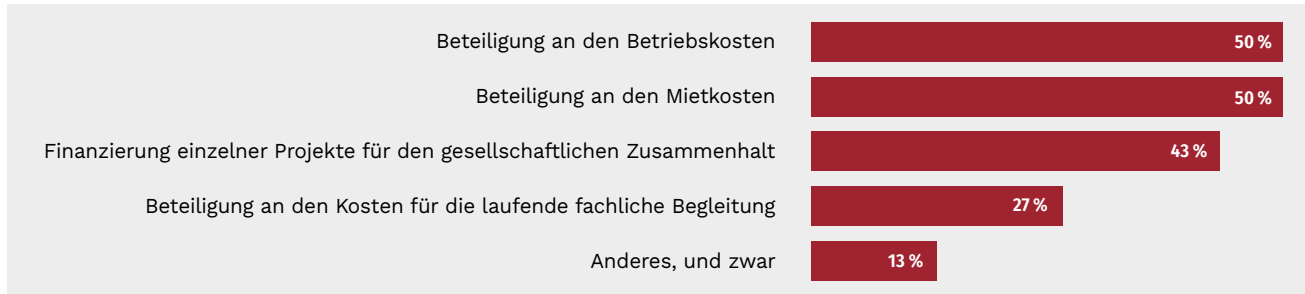 Beteiligung an den Betriebskosten 50 %
Beteiligung an den Mietkosten 50 %
Finanzierung einzelner Projekte für den gesellschaftlichen Zusammenhalt 43 %
Beteiligung an den Kosten für die laufende fachliche Begleitung 27 %
Anderes, und zwar 13 %